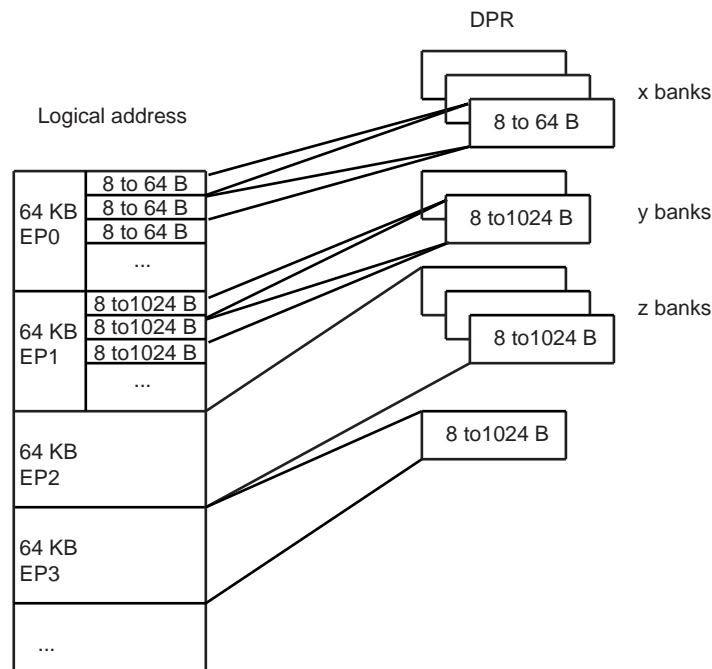 DPR
x banks
Logical address
8 to 64 B
8 to 64 B
64 KB
EP0
8 to 64 B
8 to 64 B
...
8 to1024 B
y banks
64 KB
EP1
8 to1024 B
8 to1024 B
8 to1024 B
...
z banks
8 to1024 B
64 KB
EP2
8 to1024 B
64 KB
EP3
...